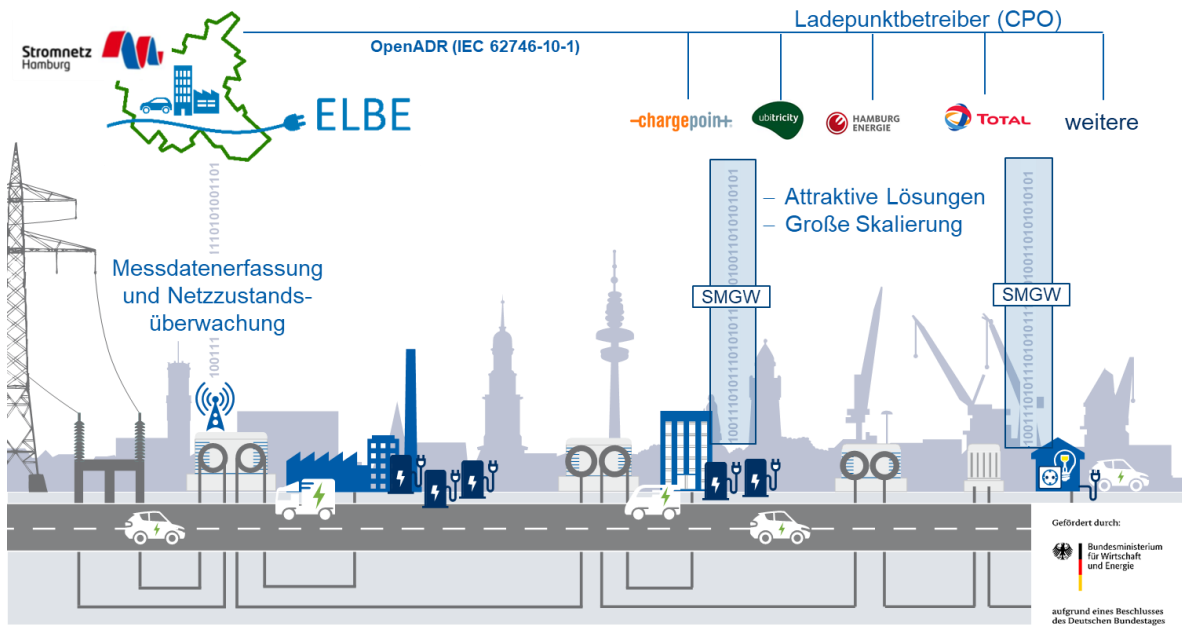 Ladepunktbetreiber (CPO)
Stromnetz
Hamburg
OpenADR (IEC 62746-10-1)
ELBE
-chargepoin+.
ubitricity
HAMBURG
ENERGIE
TOTAL
weitere
– Attraktive Lösungen
– Große Skalierung
Messdatenerfassung
und Netzzustands-
überwachung
SMGW
SMGW
Gefördert durch:
Bundesministerium
für Wirtschaft
und Energie
aufgrund eines Beschlusses
des Deutschen Bundestages